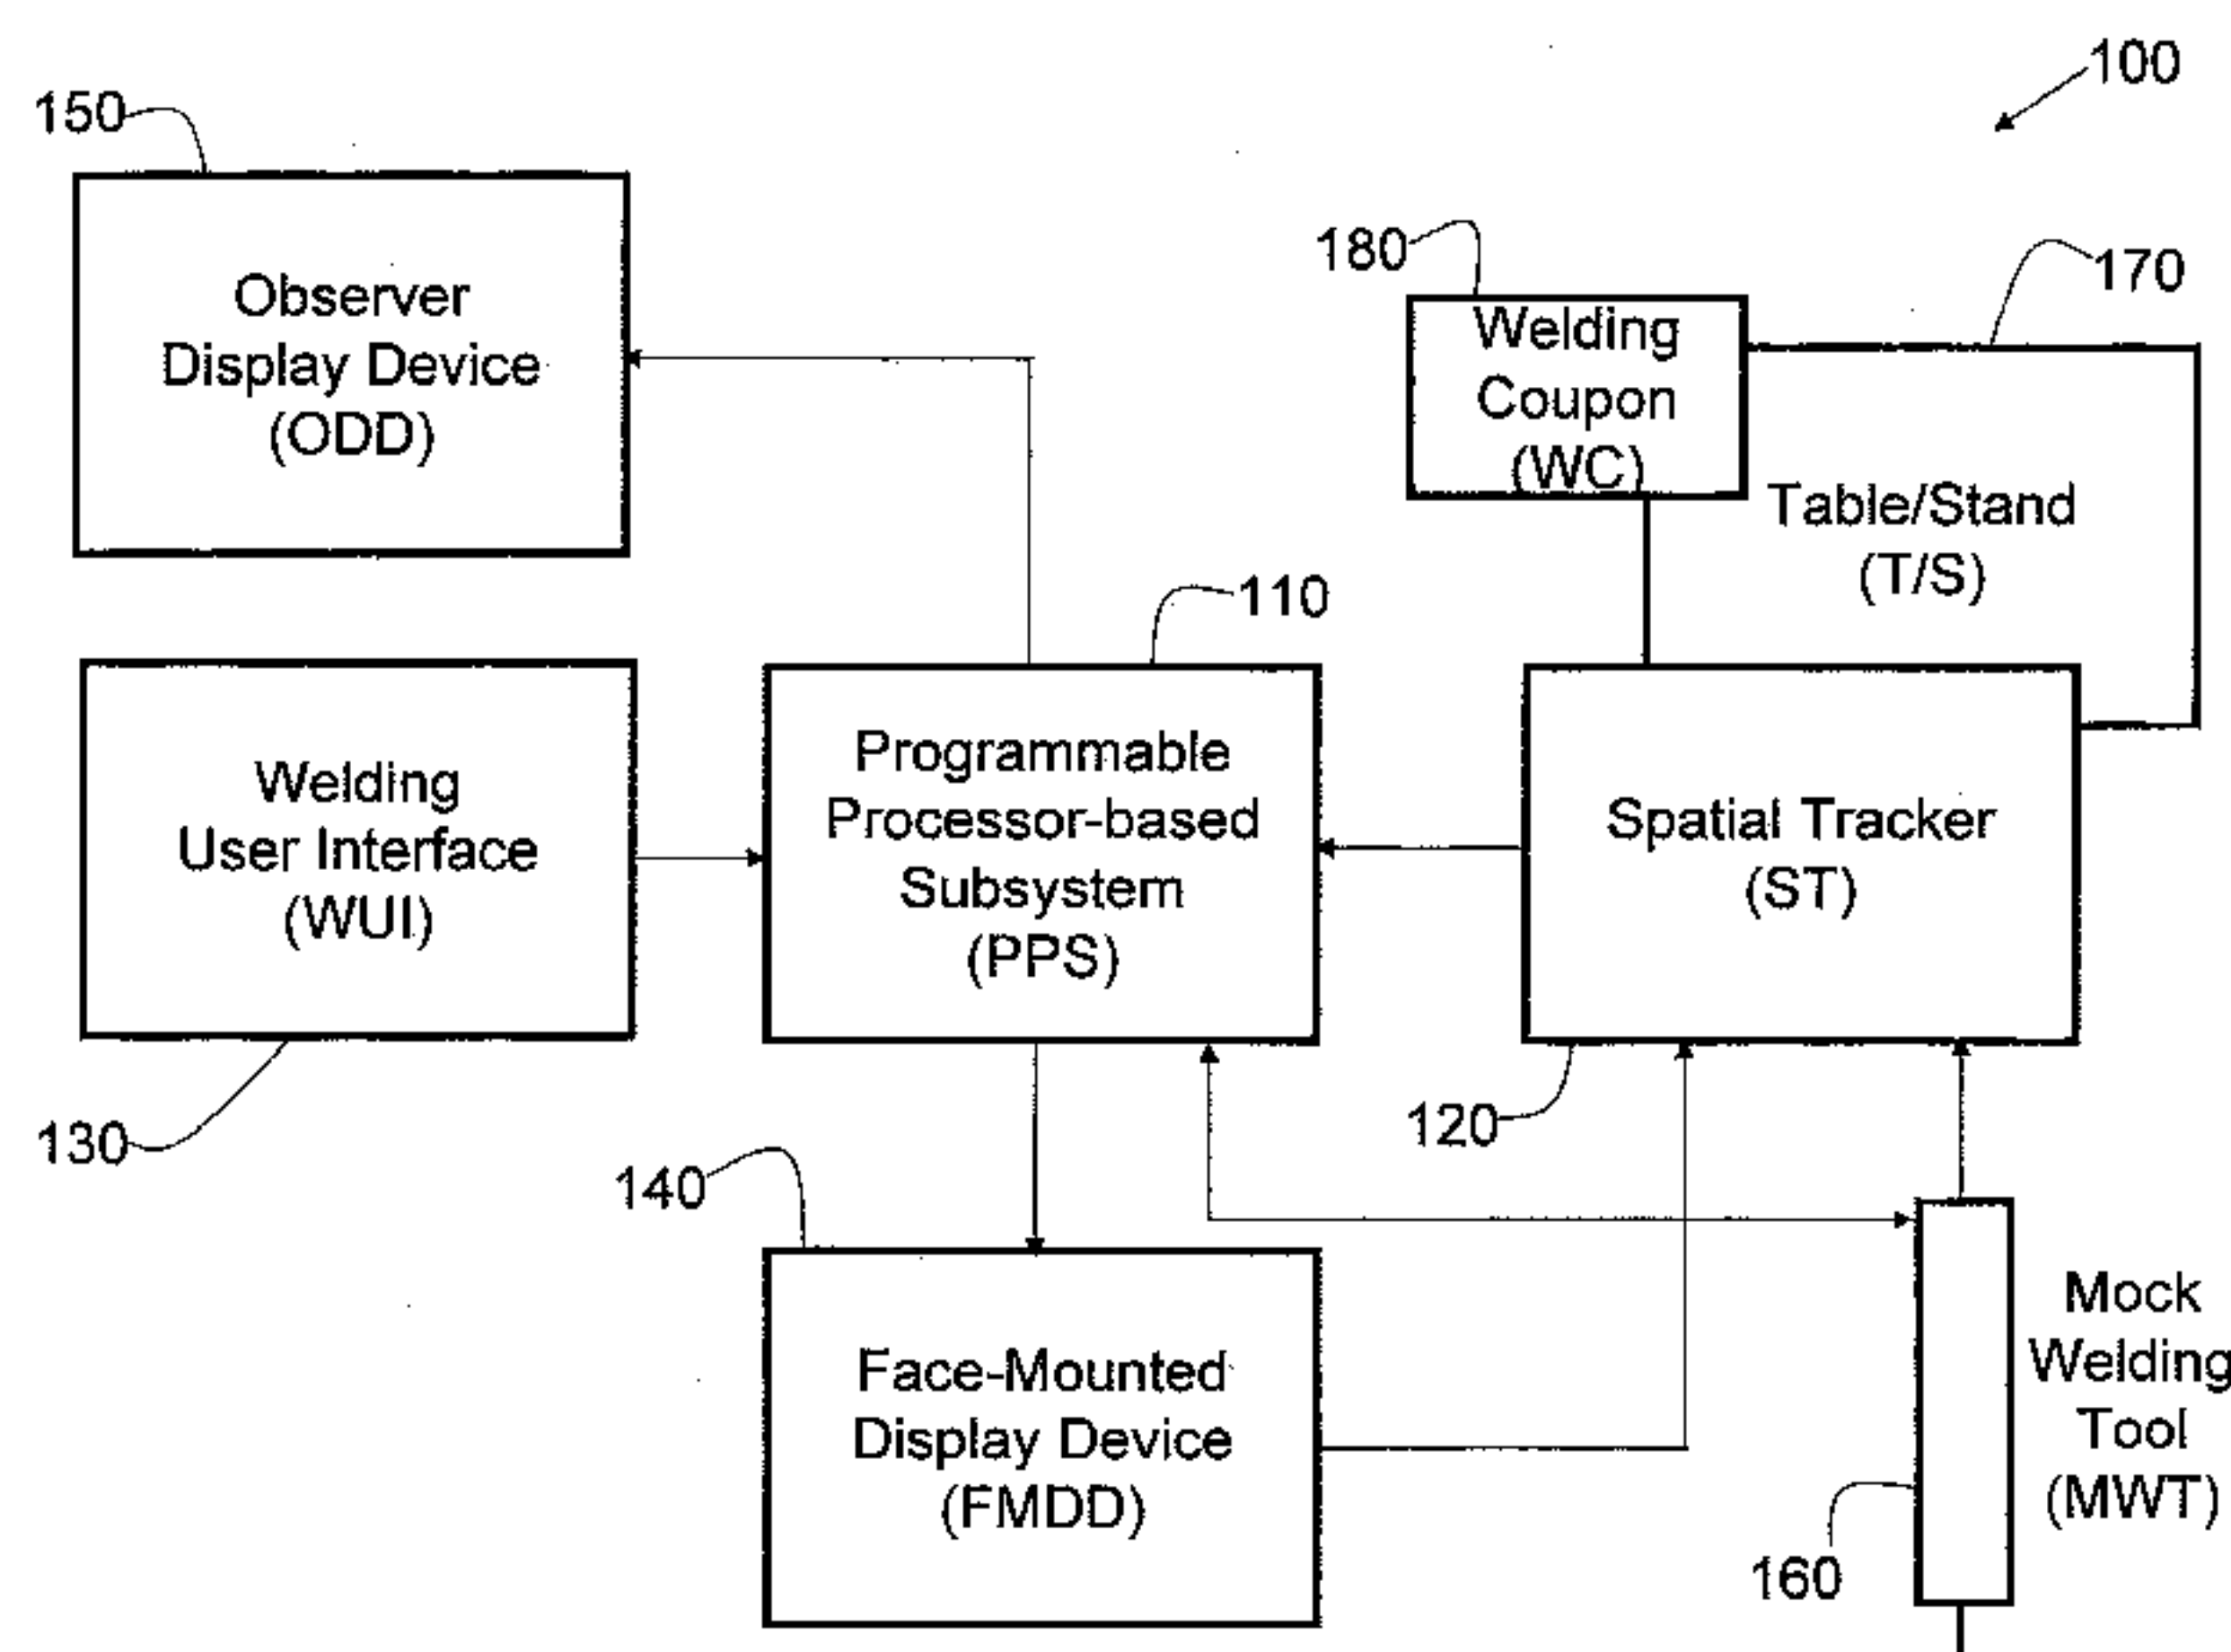 100
150
Observer
Display Device
(ODD)
180
Welding
Coupon
(WC)
170
Table/Stand
(T/S)
110
Welding
User Interface
(WUI)
130
Programmable
Processor-based
Subsystem
(PPS)
Spatial Tracker
(ST)
120
140
Face-Mounted
Display Device
(FMDD)
Mock
Welding
Tool
(MWT)
160